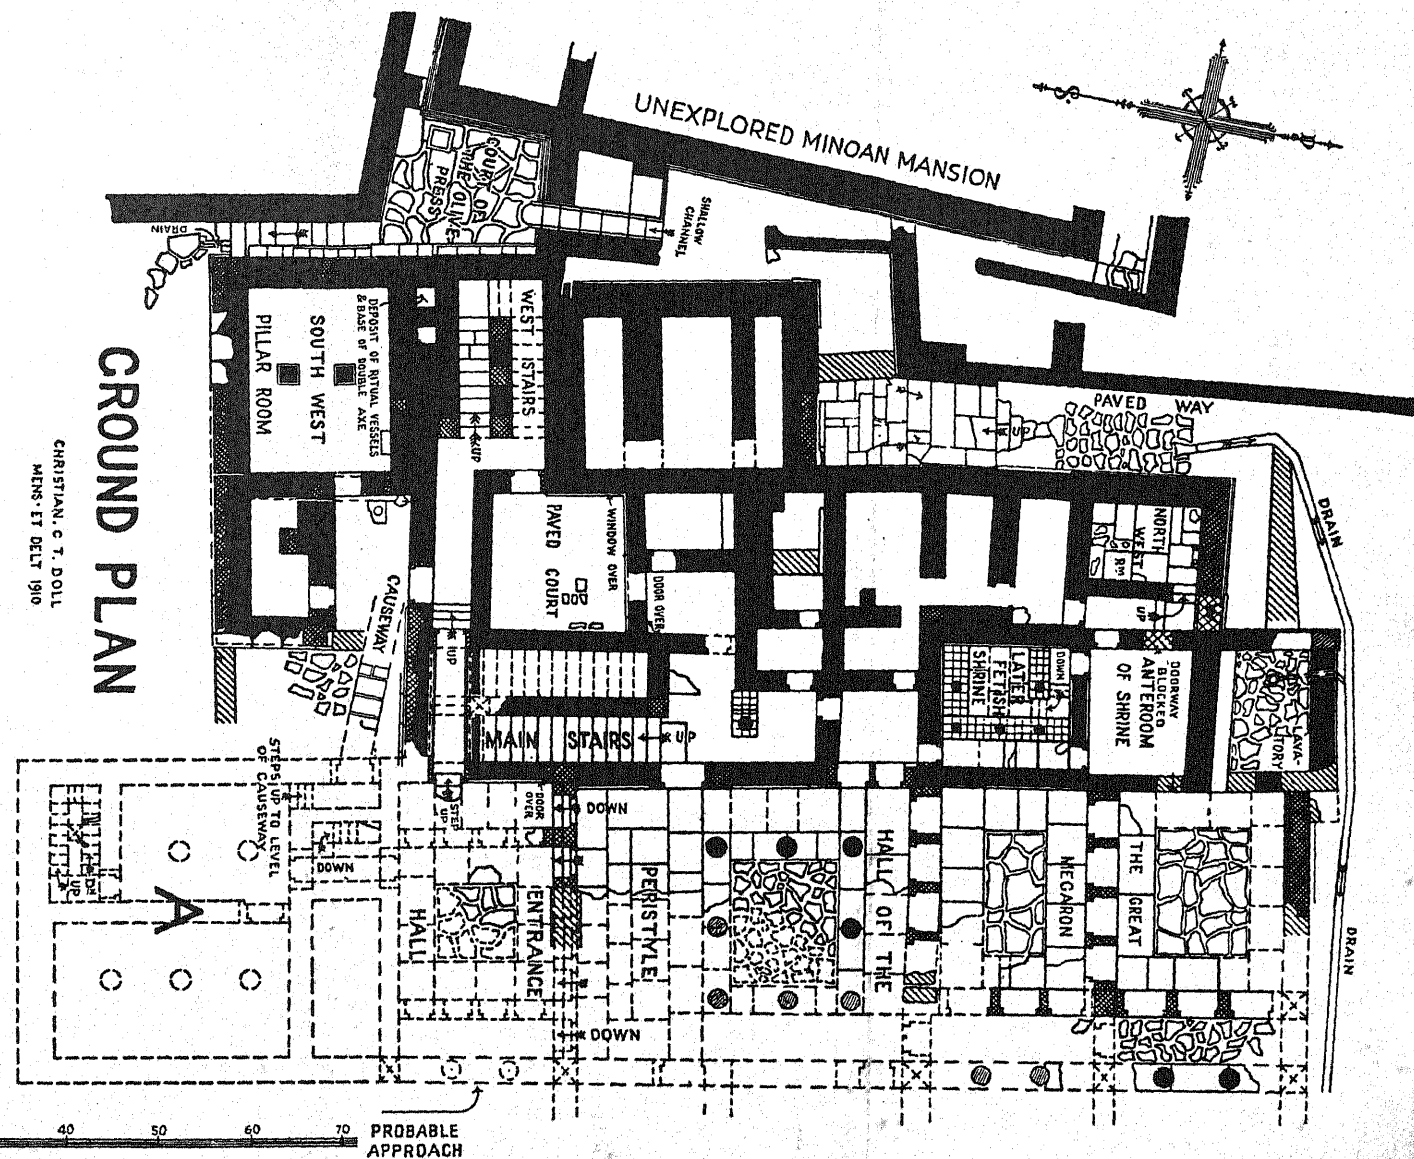 UNEXPLORED MINOAN MANSION
S.
COURT OF
THE OLIVE-
PRESS
SHALLOW
CHANNEL
DRAIN
DEPOSIT OF RITUAL VESSELS
& BASE OF DOUBLE AXE
SOUTH WEST
PILLAR ROOM
WEST STAIRS
UP
PAVED WAY
UP
DRAIN
WINDOW OVER
PAVED COURT
DOOR OVER
NORTH
WEST
RM
UP
CAUSEWAY
UP
MAIN STAIRS
UP
DOWN
LATER
FETISH
SHRINE
DOORWAY
BLOCKED
ANTEROOM
OF SHRINE
LAVA-
TORY
GROUND PLAN
CHRISTIAN. C T. DOLL
MENS. ET DELT 1910
STEPS UP TO LEVEL
OF CAUSEWAY
DOWN
UP
DN
A
STEP
UP
DOOR
OVER
DOWN
ENTRANCE
HALL
DOWN
HALL OF THE
PERISTYLE
THE GREAT
MEGARON
DRAIN
40 50 60 70
PROBABLE
APPROACH